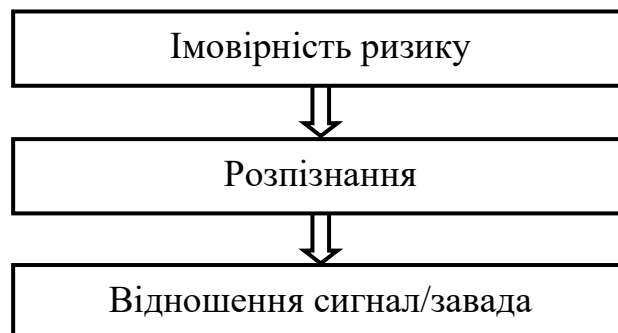 Імовірність ризику
Розпізнання
Відношення сигнал/завада